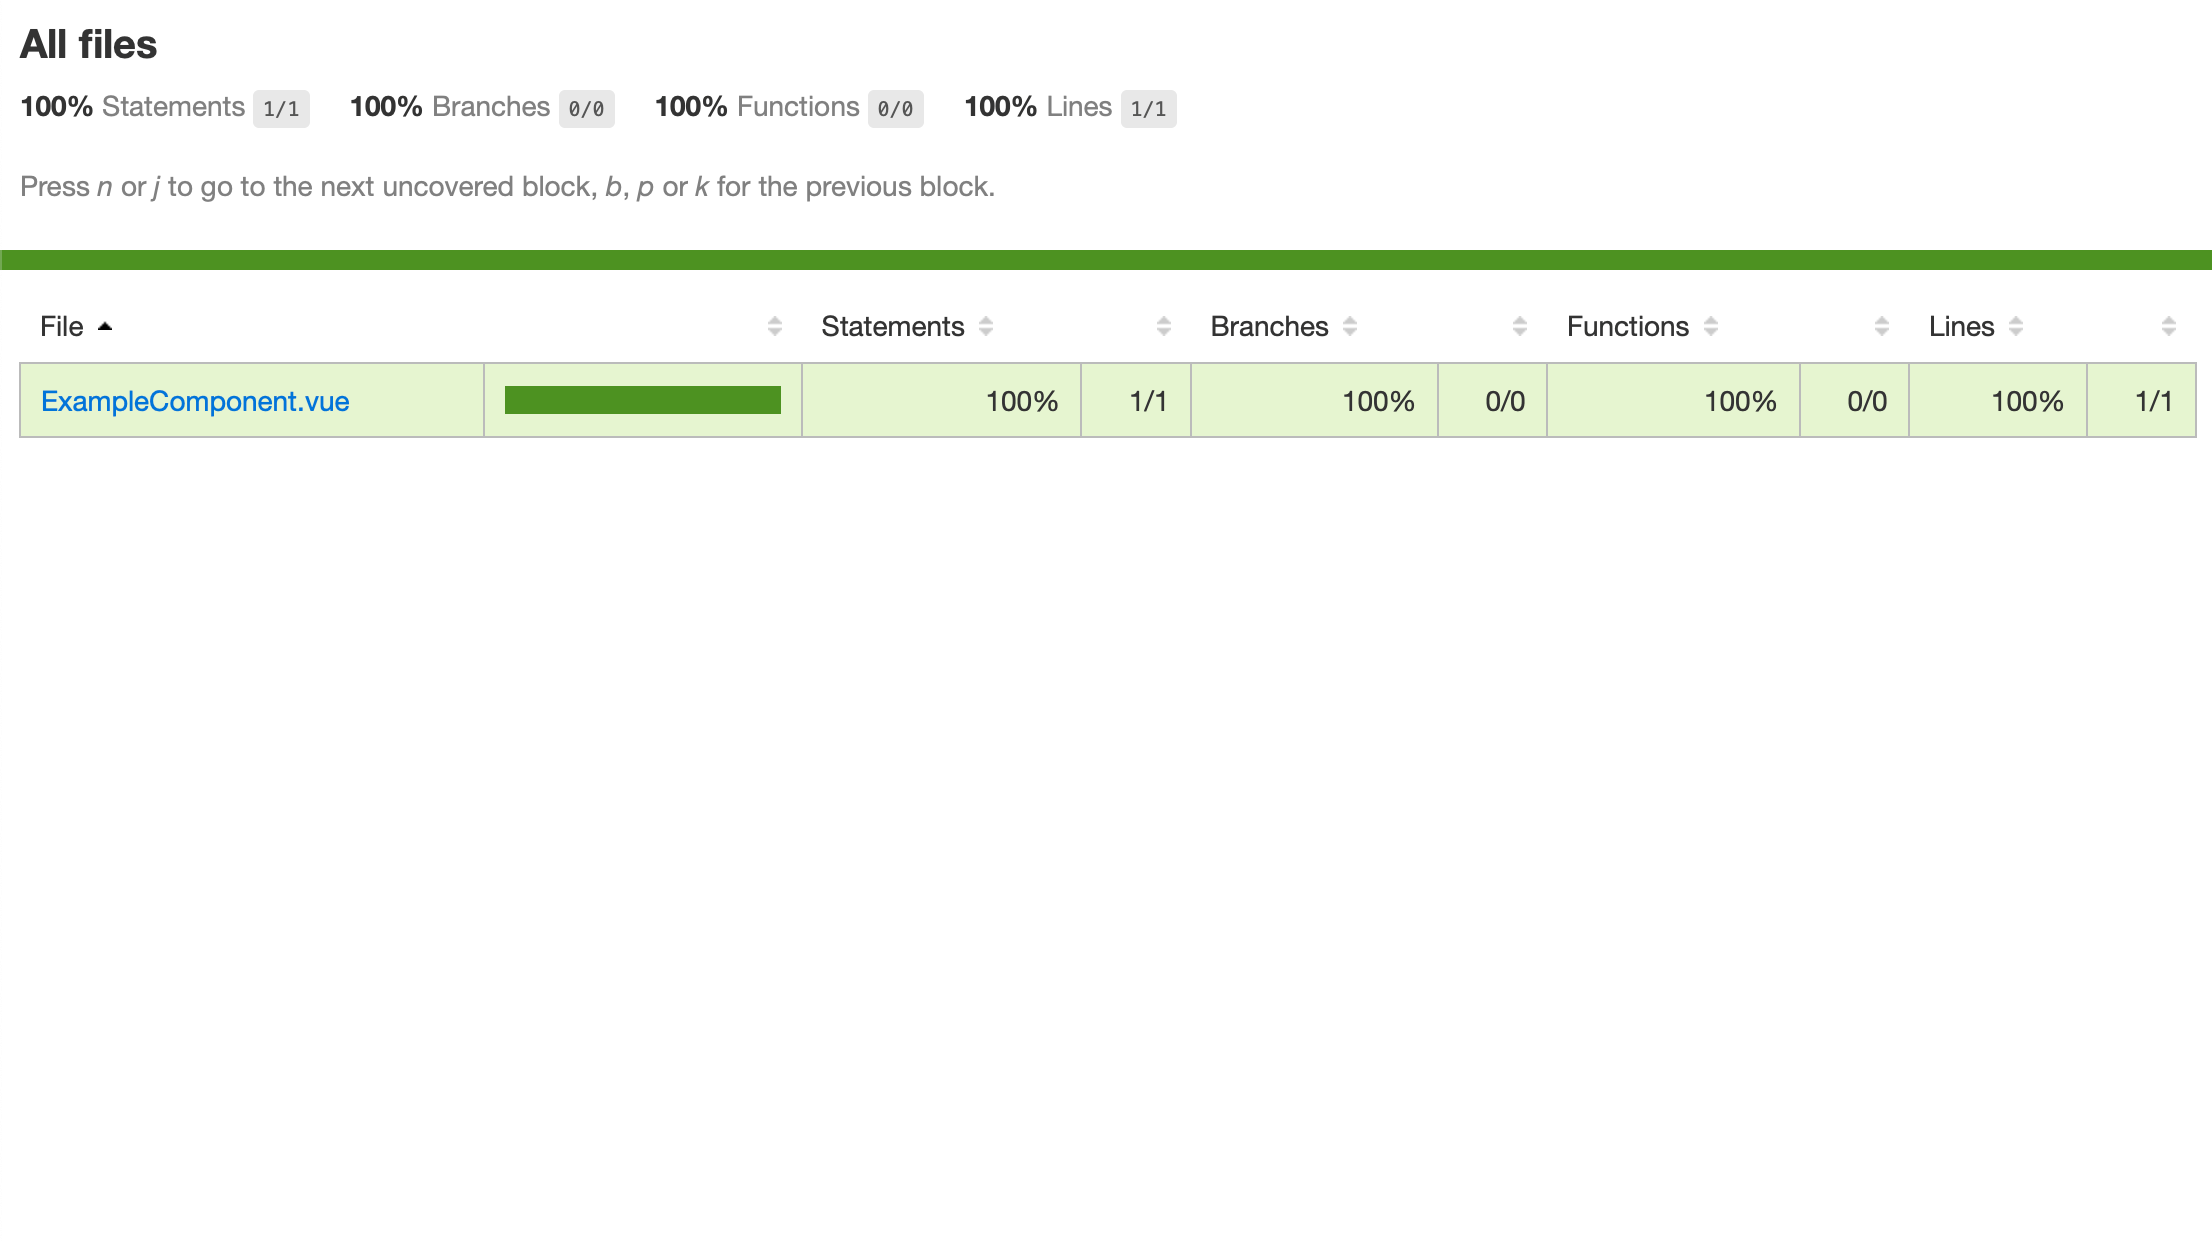 All files
100% Statements 1/1 100% Branches 0/0 100% Functions 0/0 100% Lines 1/1
Press n or j to go to the next uncovered block, b, p or k for the previous block.
File Statements Branches Functions Lines
ExampleComponent.vue 100% 1/1 100% 0/0 100% 0/0 100% 1/1